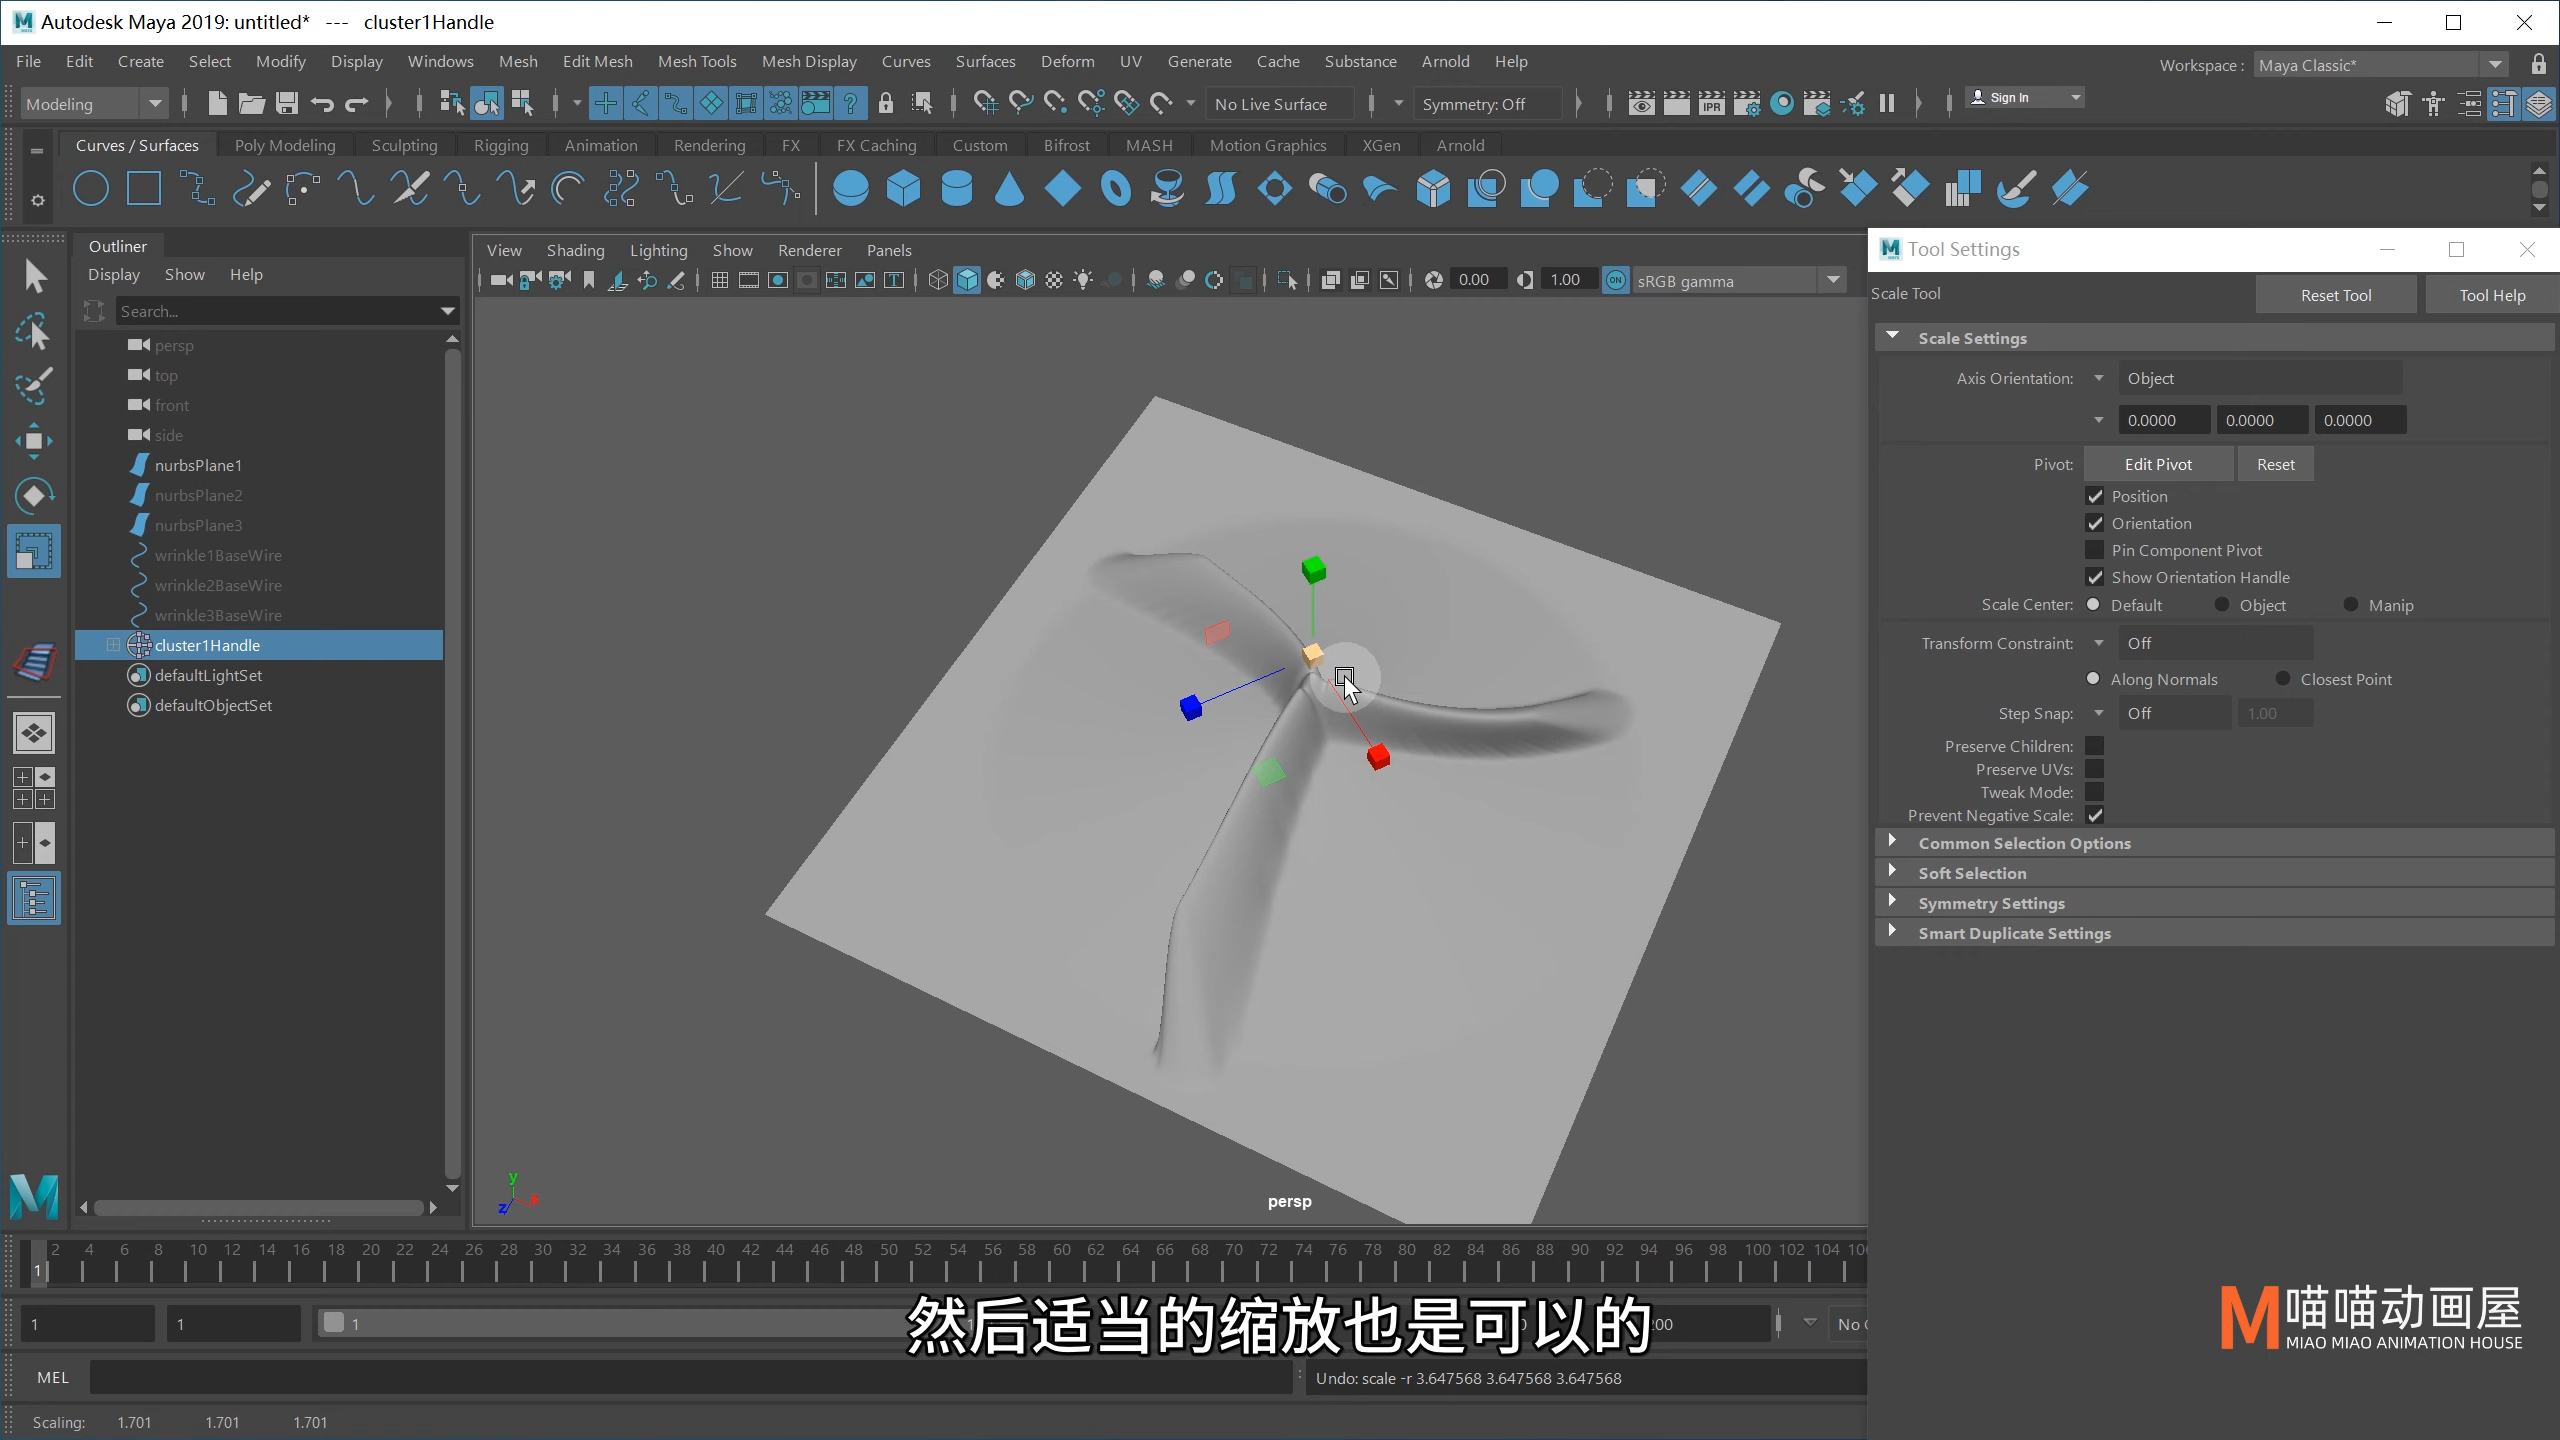 Autodesk Maya 2019: untitled* --- cluster1Handle
File Edit Create Select Modify Display Windows Mesh Edit Mesh Mesh Tools Mesh Display Curves Surfaces Deform UV Generate Cache Substance Arnold Help
Workspace : Maya Classic*
Modeling
No Live Surface
Symmetry: Off
IPR
Sign In
Curves / Surfaces Poly Modeling Sculpting Rigging Animation Rendering FX FX Caching Custom Bifrost MASH Motion Graphics XGen Arnold
Outliner
Display Show Help
Search...
persp
top
front
side
nurbsPlane1
nurbsPlane2
nurbsPlane3
wrinkle1BaseWire
wrinkle2BaseWire
wrinkle3BaseWire
cluster1Handle
defaultLightSet
defaultObjectSet
View Shading Lighting Show Renderer Panels
0.00 1.00 ON sRGB gamma
y
z
persp
Tool Settings
Scale Tool
Reset Tool Tool Help
Scale Settings
Axis Orientation: Object
0.0000 0.0000 0.0000
Pivot: Edit Pivot Reset
Position
Orientation
Pin Component Pivot
Show Orientation Handle
Scale Center: Default Object Manip
Transform Constraint: Off
Along Normals Closest Point
Step Snap: Off 1.00
Preserve Children:
Preserve UVs:
Tweak Mode:
Prevent Negative Scale:
Common Selection Options
Soft Selection
Symmetry Settings
Smart Duplicate Settings
2 4 6 8 10 12 14 16 18 20 22 24 26 28 30 32 34 36 38 40 42 44 46 48 50 52 54 56 58 60 62 64 66 68 70 72 74 76 78 80 82 84 86 88 90 92 94 96 98 100 102 104
1
1 1 1
然后适当的缩放也是可以的
M喵喵动画屋
MIAO MIAO ANIMATION HOUSE
MEL
Undo: scale -r 3.647568 3.647568 3.647568
Scaling: 1.701 1.701 1.701